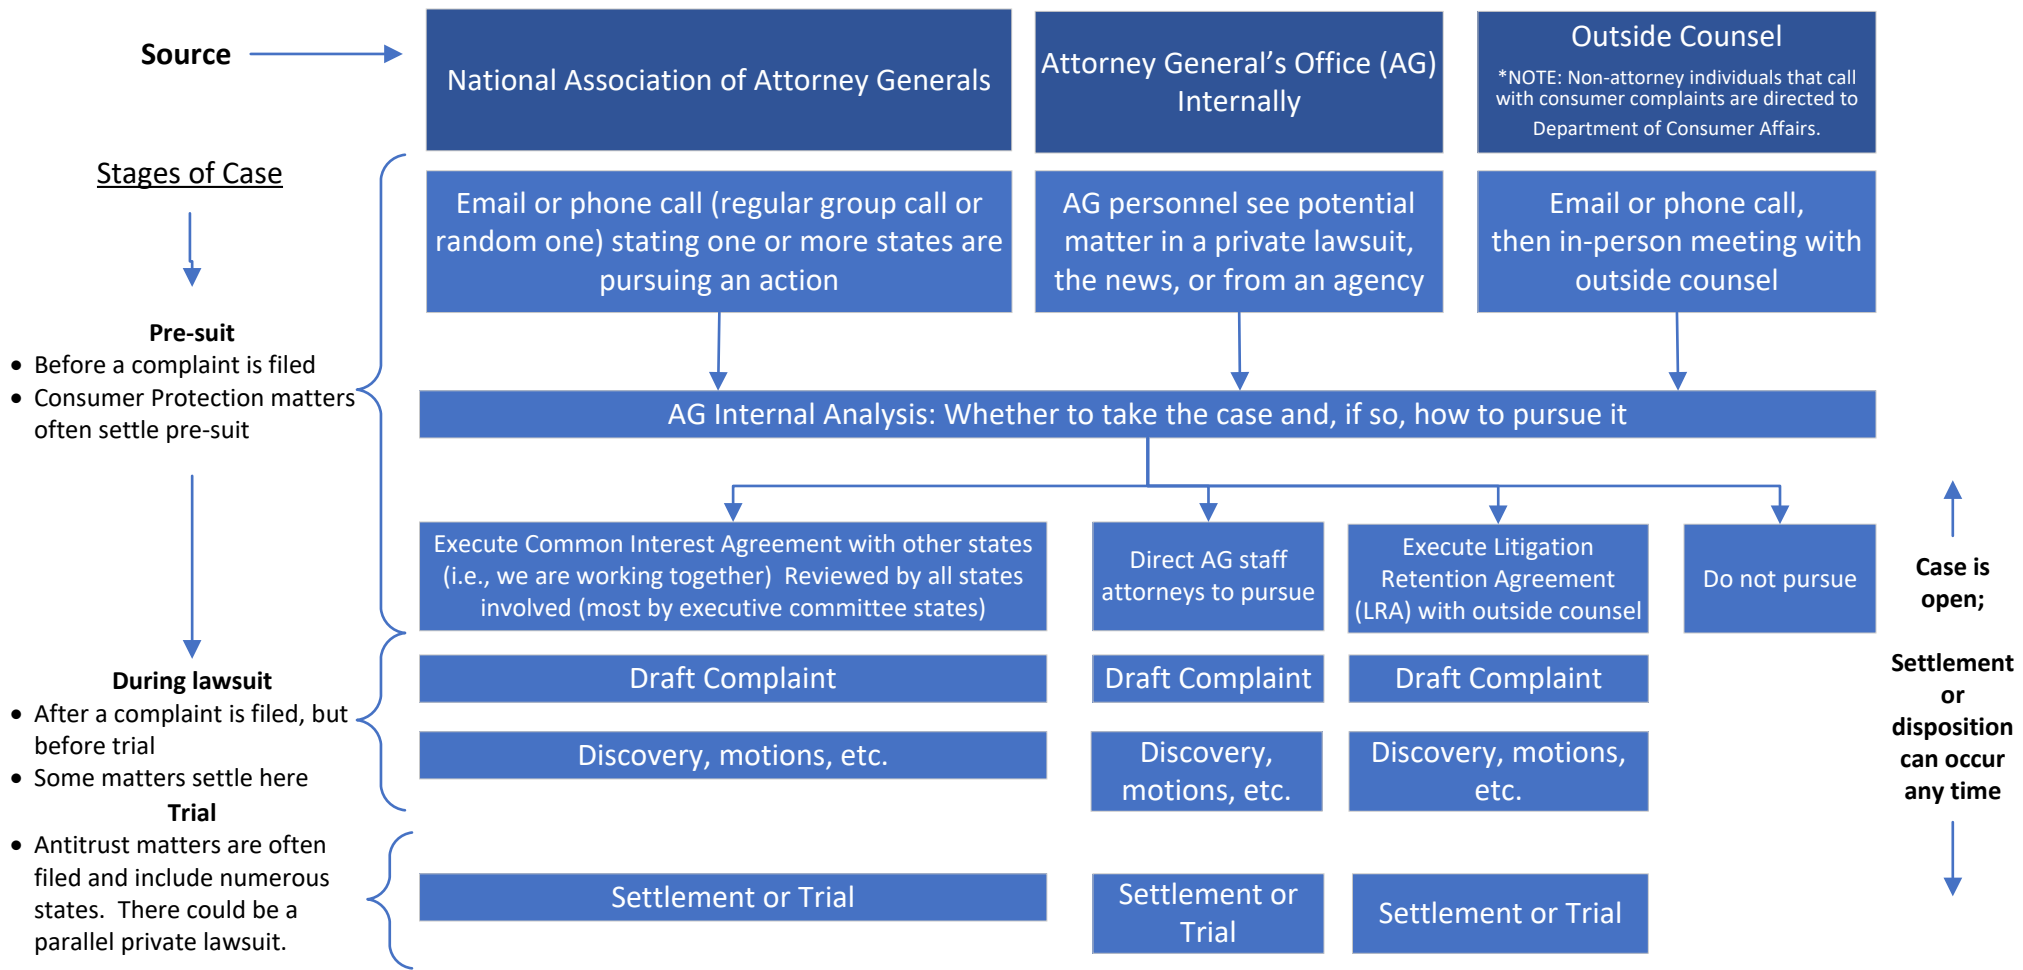 Source
National Association of Attorney Generals
Attorney General’s Office (AG)
Internally
Outside Counsel
*NOTE: Non-attorney individuals that call
with consumer complaints are directed to
Department of Consumer Affairs.
Stages of Case
Email or phone call (regular group call or
random one) stating one or more states are
pursuing an action
AG personnel see potential
matter in a private lawsuit,
the news, or from an agency
Email or phone call,
then in-person meeting with
outside counsel
Pre-suit
• Before a complaint is filed
• Consumer Protection matters
often settle pre-suit
AG Internal Analysis: Whether to take the case and, if so, how to pursue it
Execute Common Interest Agreement with other states
(i.e., we are working together)  Reviewed by all states
involved (most by executive committee states)
Direct AG staff
attorneys to pursue
Execute Litigation
Retention Agreement
(LRA) with outside counsel
Do not pursue
Case is
open;
Settlement
or
disposition
can occur
any time
During lawsuit
• After a complaint is filed, but
before trial
• Some matters settle here
Draft Complaint
Draft Complaint
Draft Complaint
Discovery, motions, etc.
Discovery,
motions, etc.
Discovery, motions,
etc.
Trial
• Antitrust matters are often
filed and include numerous
states.  There could be a
parallel private lawsuit.
Settlement or Trial
Settlement or
Trial
Settlement or Trial